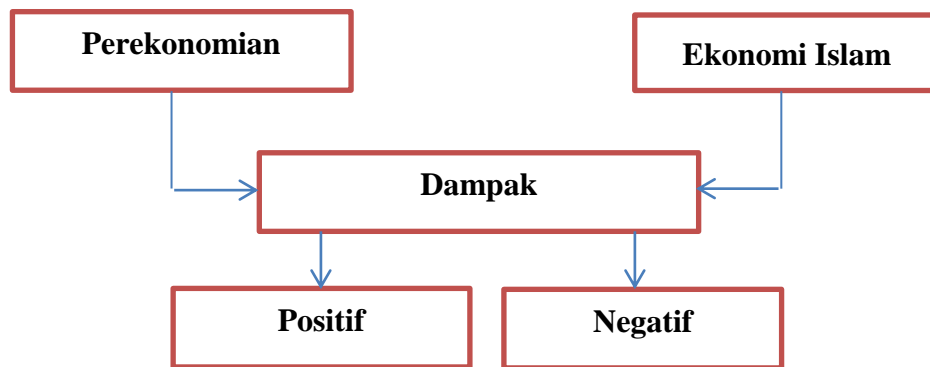 Perekonomian
Ekonomi Islam
Dampak
Positif
Negatif